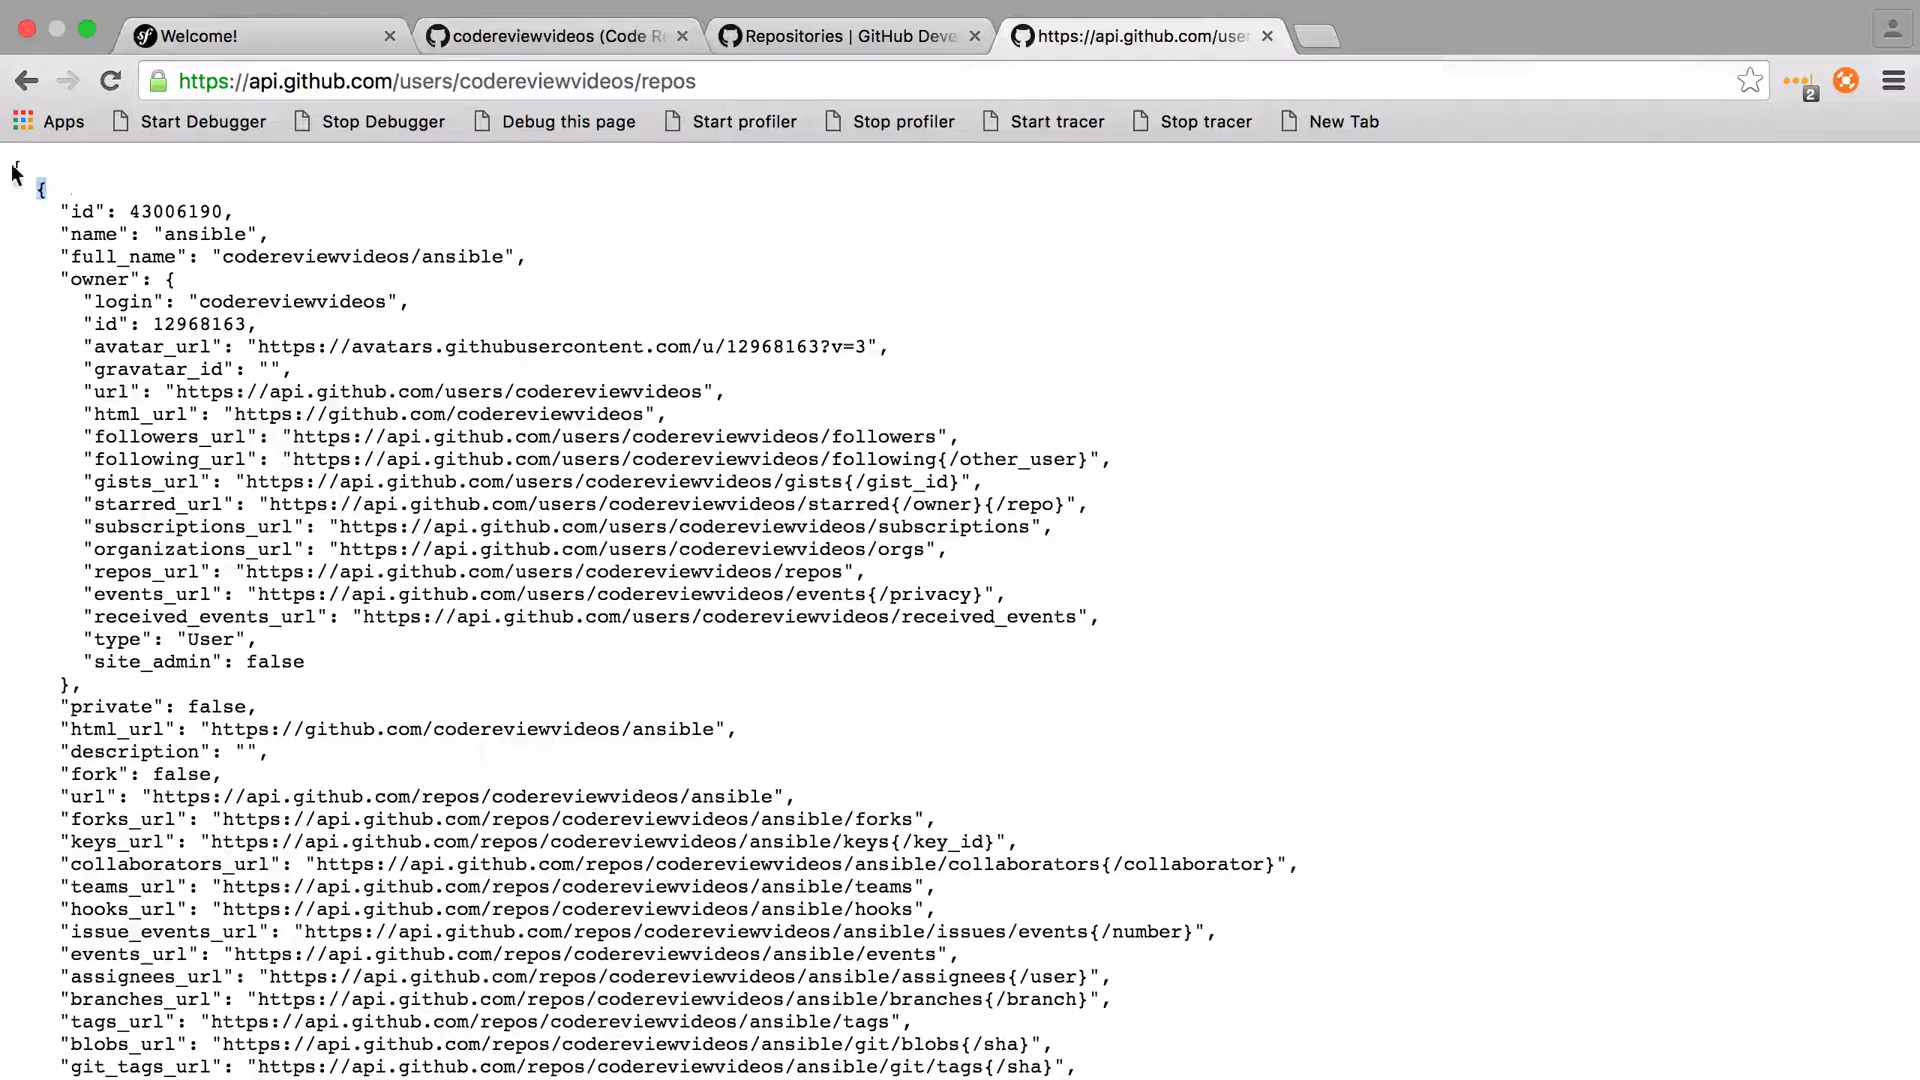 Welcome!
codereviewvideos (Code R
Repositories | GitHub Deve
https://api.github.com/user
https://api.github.com/users/codereviewvideos/repos
2
Apps
Start Debugger
Stop Debugger
Debug this page
Start profiler
Stop profiler
Start tracer
Stop tracer
New Tab
[
{
"id": 43006190,
"name": "ansible",
"full_name": "codereviewvideos/ansible",
"owner": {
"login": "codereviewvideos",
"id": 12968163,
"avatar_url": "https://avatars.githubusercontent.com/u/12968163?v=3",
"gravatar_id": "",
"url": "https://api.github.com/users/codereviewvideos",
"html_url": "https://github.com/codereviewvideos",
"followers_url": "https://api.github.com/users/codereviewvideos/followers",
"following_url": "https://api.github.com/users/codereviewvideos/following{/other_user}",
"gists_url": "https://api.github.com/users/codereviewvideos/gists{/gist_id}",
"starred_url": "https://api.github.com/users/codereviewvideos/starred{/owner}{/repo}",
"subscriptions_url": "https://api.github.com/users/codereviewvideos/subscriptions",
"organizations_url": "https://api.github.com/users/codereviewvideos/orgs",
"repos_url": "https://api.github.com/users/codereviewvideos/repos",
"events_url": "https://api.github.com/users/codereviewvideos/events{/privacy}",
"received_events_url": "https://api.github.com/users/codereviewvideos/received_events",
"type": "User",
"site_admin": false
},
"private": false,
"html_url": "https://github.com/codereviewvideos/ansible",
"description": "",
"fork": false,
"url": "https://api.github.com/repos/codereviewvideos/ansible",
"forks_url": "https://api.github.com/repos/codereviewvideos/ansible/forks",
"keys_url": "https://api.github.com/repos/codereviewvideos/ansible/keys{/key_id}",
"collaborators_url": "https://api.github.com/repos/codereviewvideos/ansible/collaborators{/collaborator}",
"teams_url": "https://api.github.com/repos/codereviewvideos/ansible/teams",
"hooks_url": "https://api.github.com/repos/codereviewvideos/ansible/hooks",
"issue_events_url": "https://api.github.com/repos/codereviewvideos/ansible/issues/events{/number}",
"events_url": "https://api.github.com/repos/codereviewvideos/ansible/events",
"assignees_url": "https://api.github.com/repos/codereviewvideos/ansible/assignees{/user}",
"branches_url": "https://api.github.com/repos/codereviewvideos/ansible/branches{/branch}",
"tags_url": "https://api.github.com/repos/codereviewvideos/ansible/tags",
"blobs_url": "https://api.github.com/repos/codereviewvideos/ansible/git/blobs{/sha}",
"git_tags_url": "https://api.github.com/repos/codereviewvideos/ansible/git/tags{/sha}",